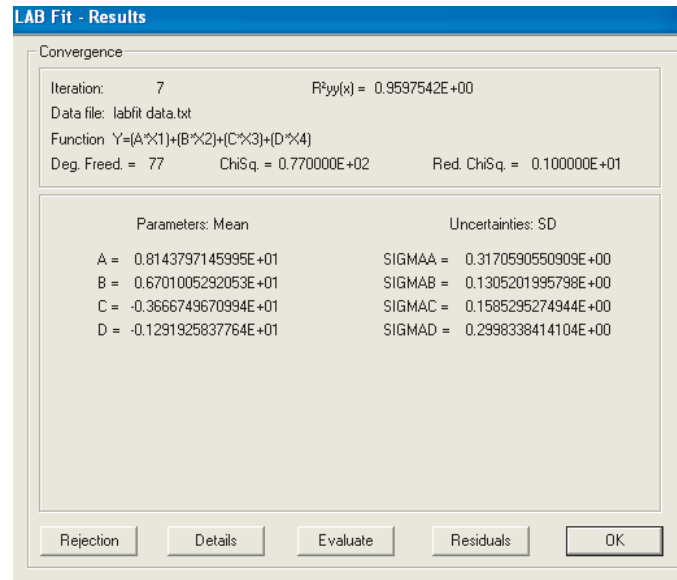 LAB Fit - Results
Convergence
Iteration: 7 R²yy(x) = 0.9597542E+00
Data file: labfit data.txt
Function Y=(A*X1)+(B*X2)+(C*X3)+(D*X4)
Deg. Freed. = 77 ChiSq. = 0.770000E+02 Red. ChiSq. = 0.100000E+01
Parameters: Mean Uncertainties: SD
A = 0.8143797145995E+01 SIGMAA = 0.3170590550909E+00
B = 0.6701005292053E+01 SIGMAB = 0.1305201995798E+00
C = -0.3666749670994E+01 SIGMAC = 0.1585295274944E+00
D = -0.1291925837764E+01 SIGMAD = 0.2998338414104E+00
Rejection Details Evaluate Residuals OK